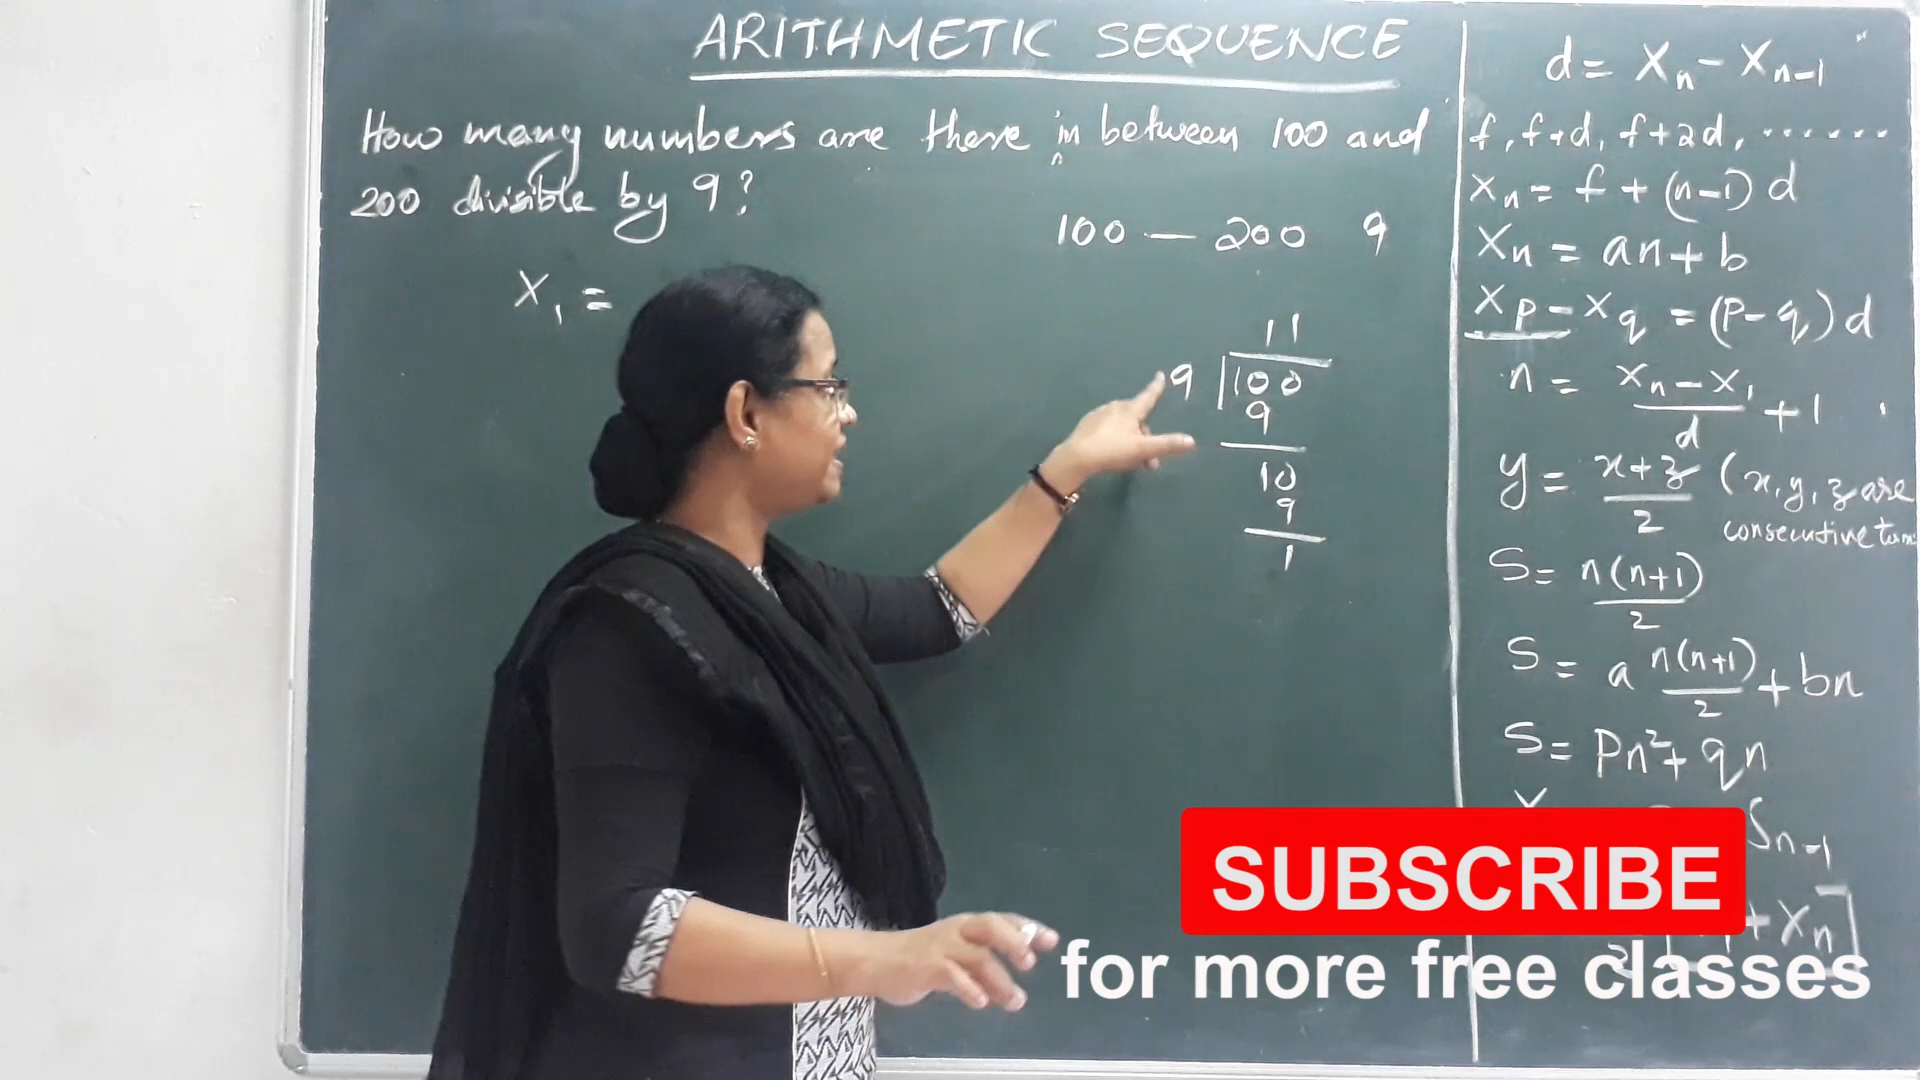 ARITHMETIC SEQUENCE
How many numbers are there in between 100 and
200 divisible by 9?
100 — 200 9
X₁ =
11
9 100
9
10
9
1
d = Xₙ - Xₙ₋₁
f, f+d, f+2d, ......
Xₙ = f + (n-1) d
Xₙ = an + b
Xp - Xq = (p-q) d
n = (Xₙ - X₁)/d + 1
y = (x+z)/2 (x, y, z are
consecutive
S = n(n+1)/2
S = a n(n+1)/2 + bn
S = Pn² + qn
Sₙ₋₁
+ Xₙ]
SUBSCRIBE
for more free classes